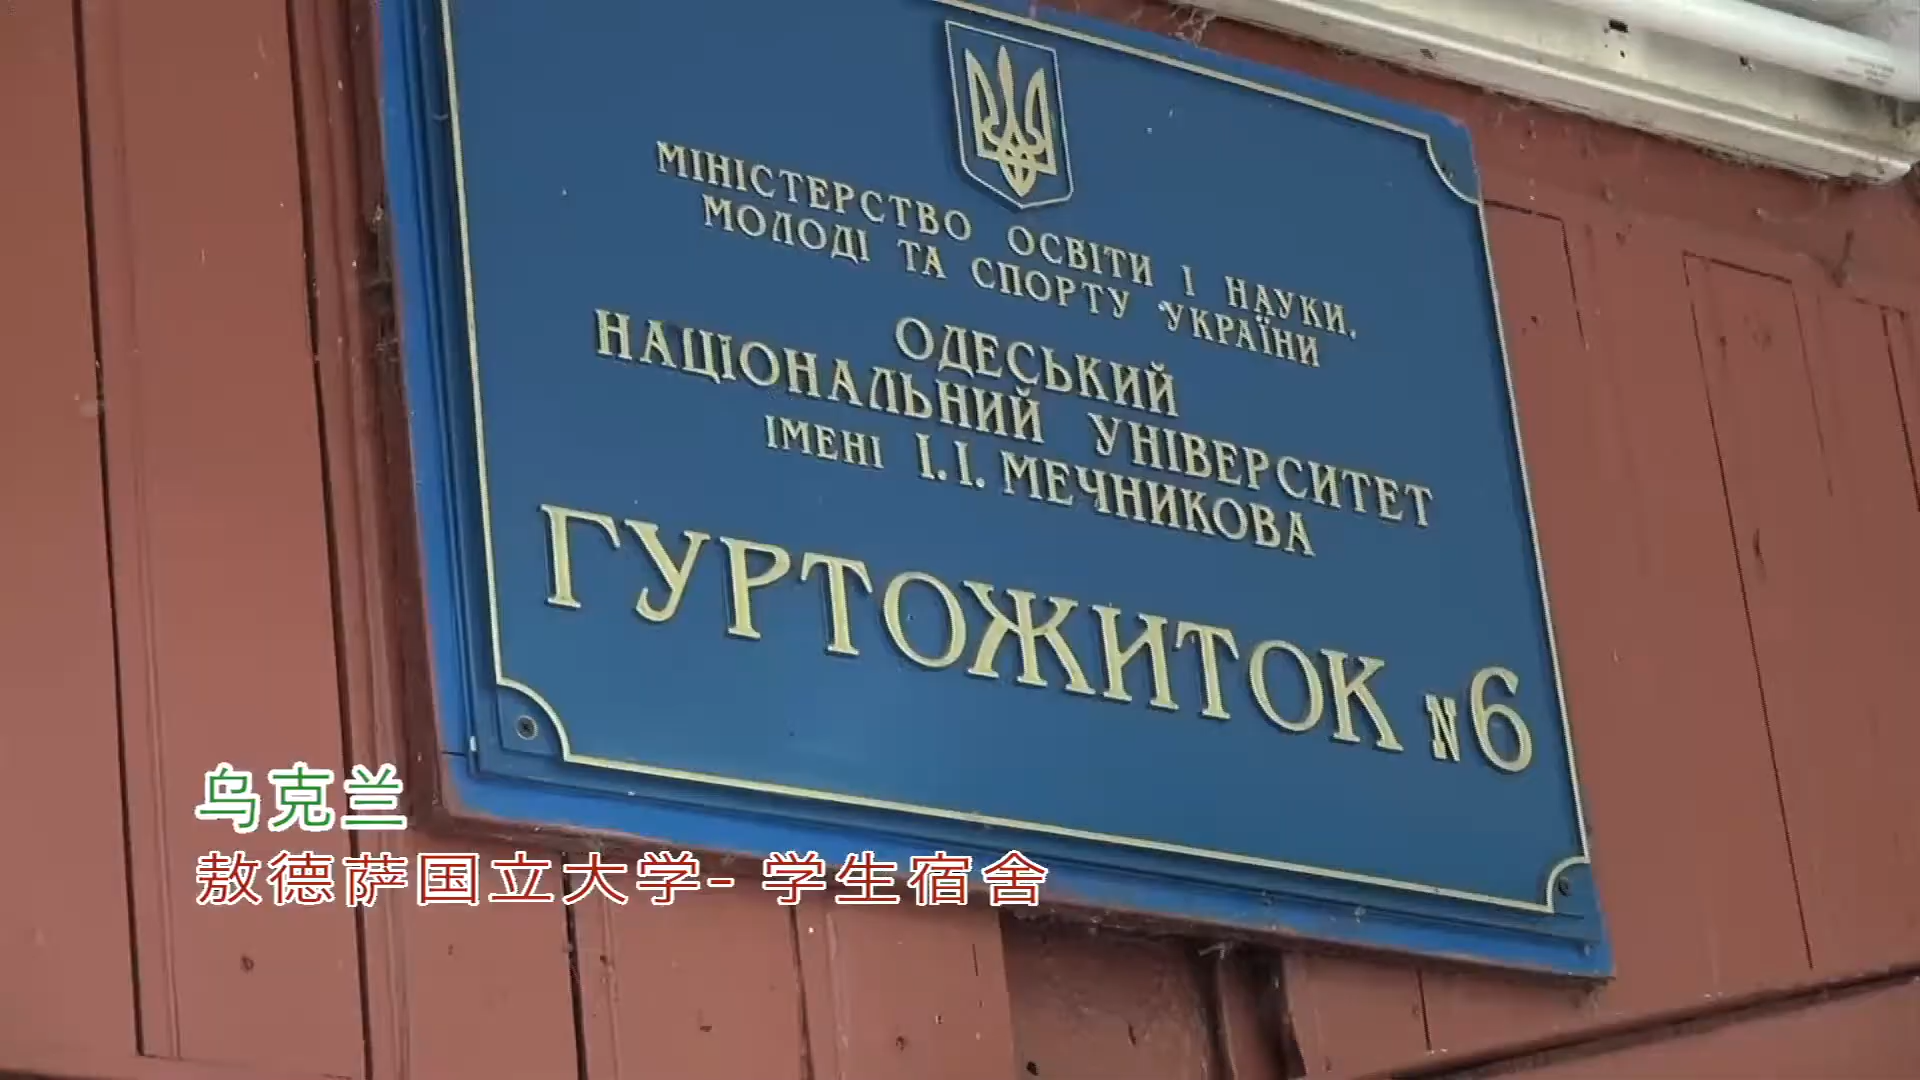 МІНІСТЕРСТВО ОСВІТИ І НАУКИ,
МОЛОДІ ТА СПОРТУ УКРАЇНИ
ОДЕСЬКИЙ
НАЦІОНАЛЬНИЙ УНІВЕРСИТЕТ
ІМЕНІ І.І. МЕЧНИКОВА
ГУРТОЖИТОК №6
乌克兰
敖德萨国立大学- 学生宿舍